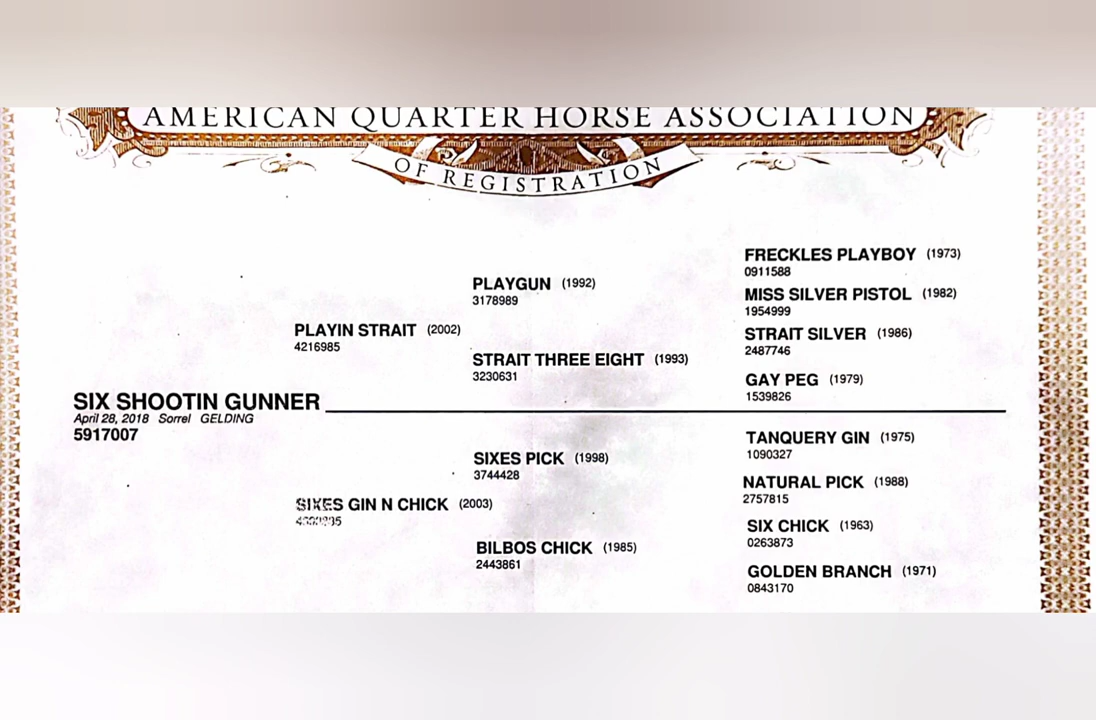 AMERICAN QUARTER HORSE ASSOCIATION
OF REGISTRATION
FRECKLES PLAYBOY (1973)
0911588
PLAYGUN (1992)
3178989
MISS SILVER PISTOL (1982)
1954999
PLAYIN STRAIT (2002)
4216985
STRAIT SILVER (1986)
2487746
STRAIT THREE EIGHT (1993)
3230631
GAY PEG (1979)
1539826
SIX SHOOTIN GUNNER
April 28, 2018 Sorrel GELDING
5917007
TANQUERY GIN (1975)
1090327
SIXES PICK (1998)
3744428
NATURAL PICK (1988)
2757815
SIXES GIN N CHICK (2003)
SIX CHICK (1963)
0263873
BILBOS CHICK (1985)
2443861
GOLDEN BRANCH (1971)
0843170